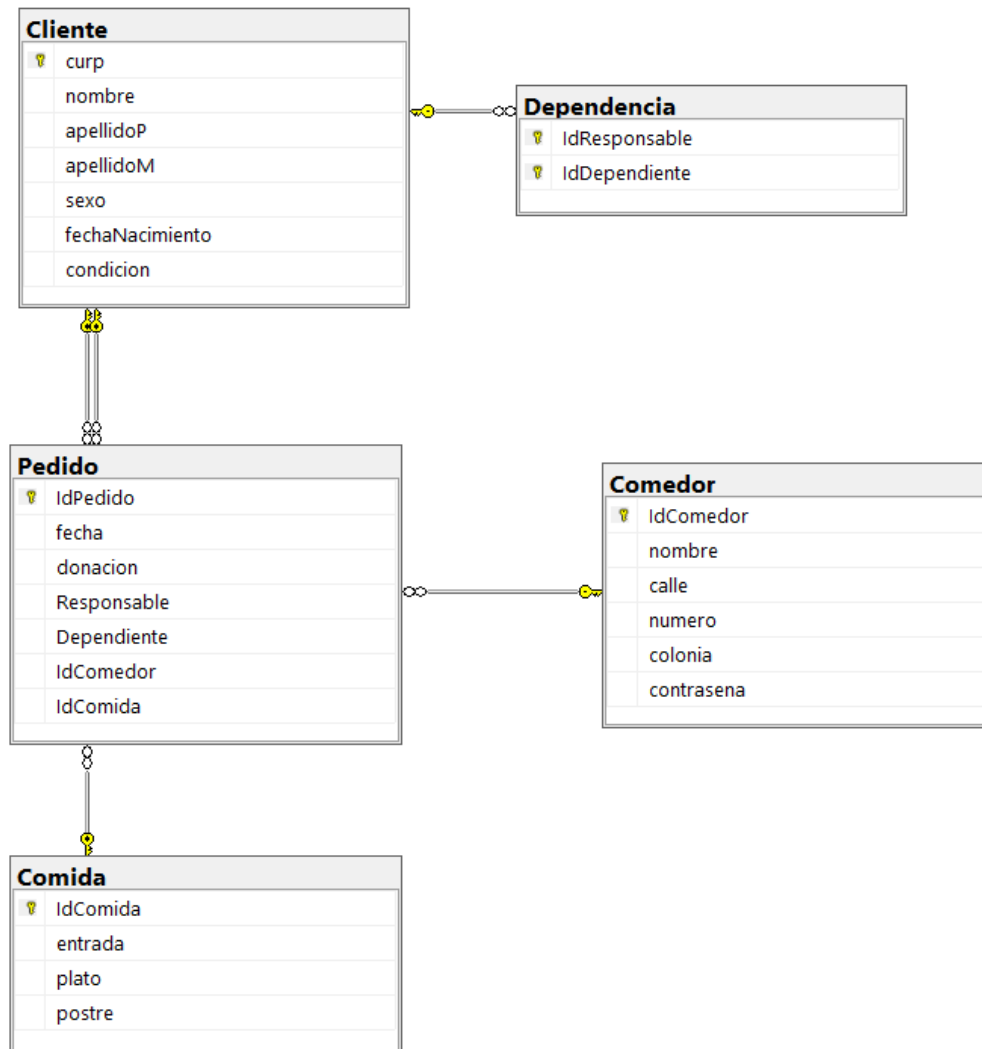 Cliente
curp
nombre
apellidoP
apellidoM
sexo
fechaNacimiento
condicion
Dependencia
IdResponsable
IdDependiente
Pedido
IdPedido
fecha
donacion
Responsable
Dependiente
IdComedor
IdComida
Comedor
IdComedor
nombre
calle
numero
colonia
contrasena
Comida
IdComida
entrada
plato
postre